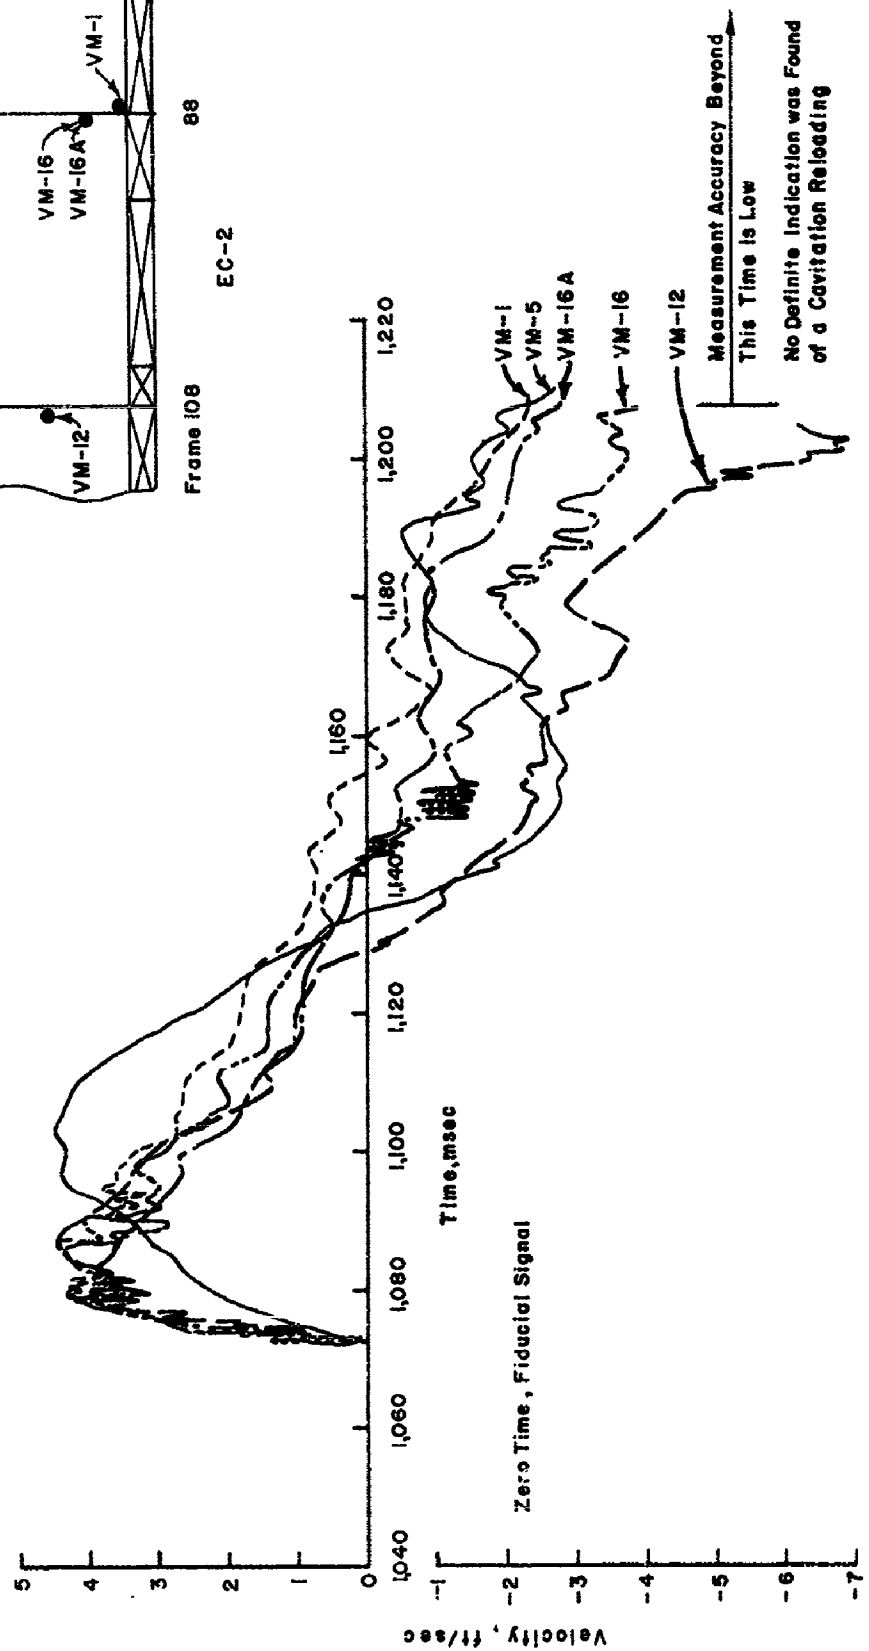 VM-12
VM-16
VM-16A
VM-1
Frame 108
88
EC-2
5
4
3
2
1
0
-1
-2
-3
-4
-5
-6
-7
Velocity, ft/sec
1,040
1,060
1,080
1,100
1,120
1,140
1,160
1,180
1,200
1,220
Time, msec
Zero Time, Fiducial Signal
VM-1
VM-5
VM-16A
VM-16
VM-12
Measurement Accuracy Beyond
This Time is Low
No Definite Indication was Found
of a Cavitation Reloading